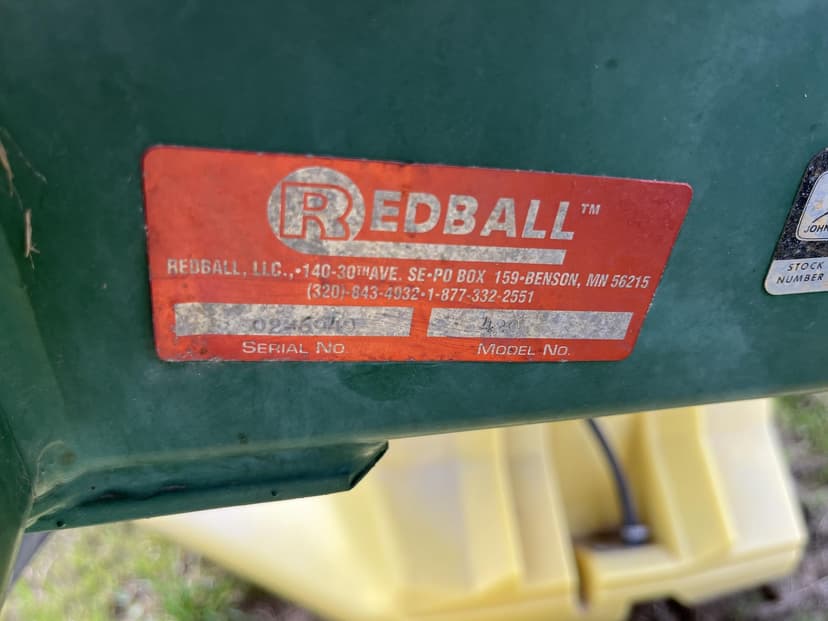 REDBALL™
REDBALL, LLC.,•140-30TH AVE. SE•PO BOX 159•BENSON, MN 56215
(320)-843-4932•1-877-332-2551
SERIAL NO.
MODEL NO.
JOHN
STOCK
NUMBER